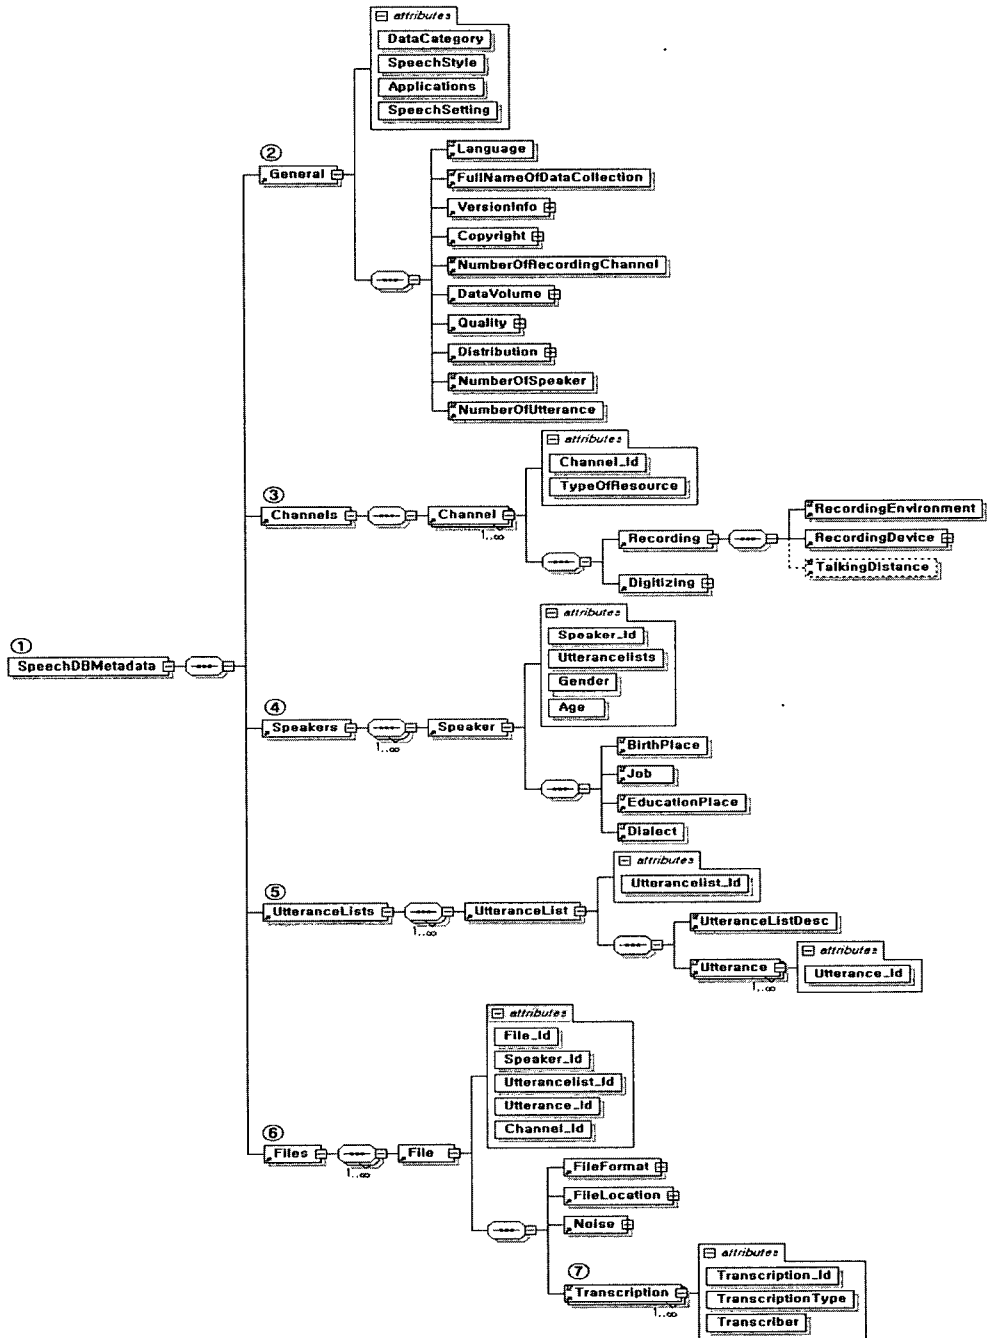 attributes
DataCategory
SpeechStyle
Applications
SpeechSetting
②
General
Language
FullNameOfDataCollection
VersionInfo
Copyright
NumberOfRecordingChannel
DataVolume
Quality
Distribution
NumberOfSpeaker
NumberOfUtterance
attributes
Channel_Id
TypeOfResource
③
Channels
Channel
1..∞
Recording
RecordingEnvironment
RecordingDevice
TalkingDistance
Digitizing
①
SpeechDBMetadata
attributes
Speaker_Id
Utterancelists
Gender
Age
④
Speakers
1..∞
Speaker
BirthPlace
Job
EducationPlace
Dialect
attributes
Utterancelist_Id
⑤
UtteranceLists
1..∞
UtteranceList
UtteranceListDesc
Utterance
1..∞
attributes
Utterance_Id
attributes
File_Id
Speaker_Id
Utterancelist_Id
Utterance_Id
Channel_Id
⑥
Files
1..∞
File
FileFormat
FileLocation
Noise
⑦
Transcription
1..∞
attributes
Transcription_Id
TranscriptionType
Transcriber